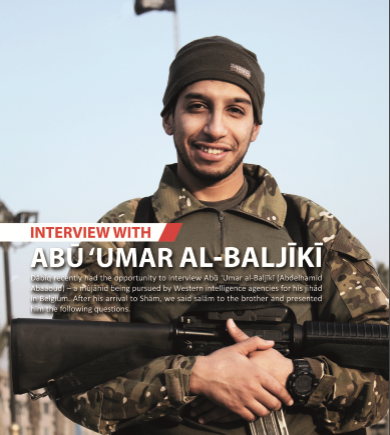 INTERVIEW WITH
ABŪ ‘UMAR AL-BALJĪKĪ
Dābiq recently had the opportunity to interview Abū ‘Umar al-Baljīkī (Abdelhamid
Abaaoud) – a mujāhid being pursued by Western intelligence agencies for his jihād
in Belgium. After his arrival to Shām, we said salām to the brother and presented
him the following questions.